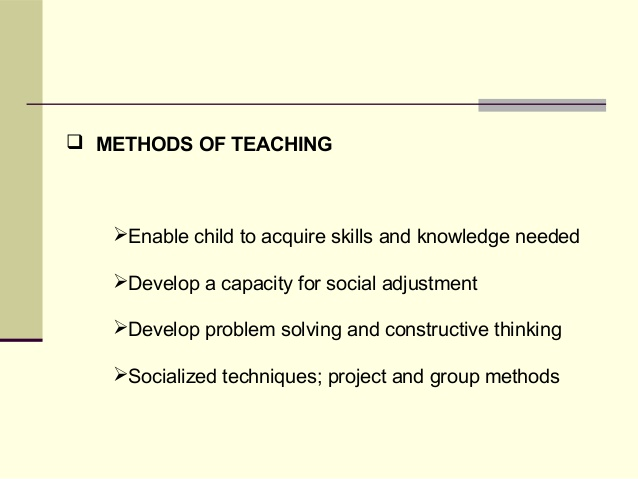 METHODS OF TEACHING
Enable child to acquire skills and knowledge needed
Develop a capacity for social adjustment
Develop problem solving and constructive thinking
Socialized techniques; project and group methods